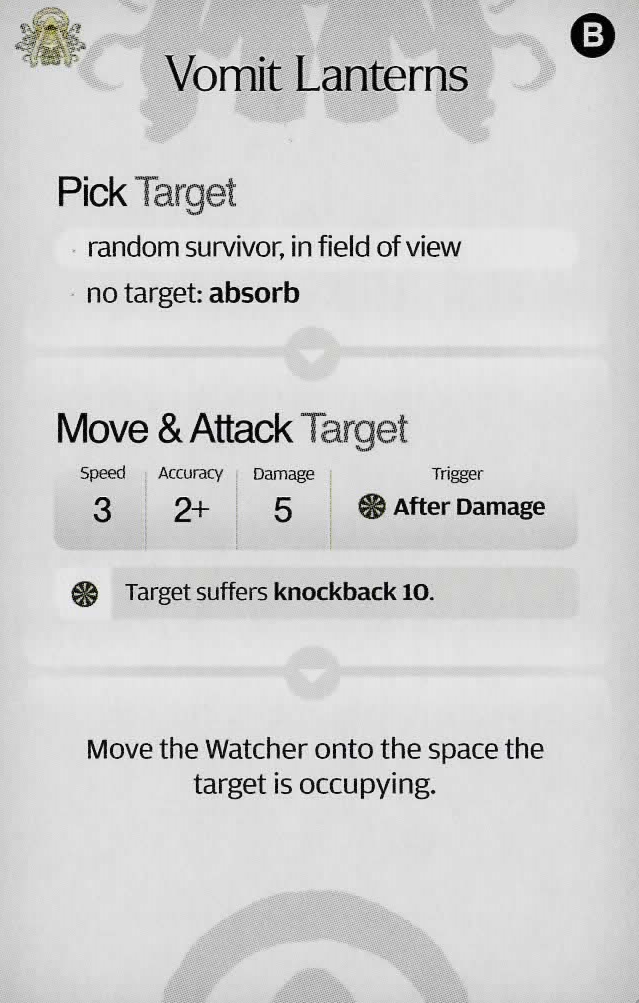 B
Vomit Lanterns
Pick Target
· random survivor, in field of view
· no target: absorb
Move & Attack Target
Speed Accuracy Damage Trigger
3 2+ 5 After Damage
Target suffers knockback 10.
Move the Watcher onto the space the
target is occupying.